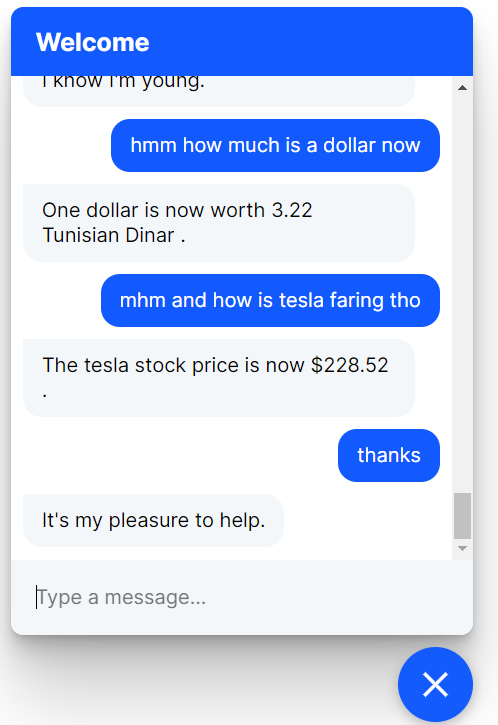 Welcome
I know I'm young.
hmm how much is a dollar now
One dollar is now worth 3.22
Tunisian Dinar .
mhm and how is tesla faring tho
The tesla stock price is now $228.52
.
thanks
It's my pleasure to help.
Type a message...